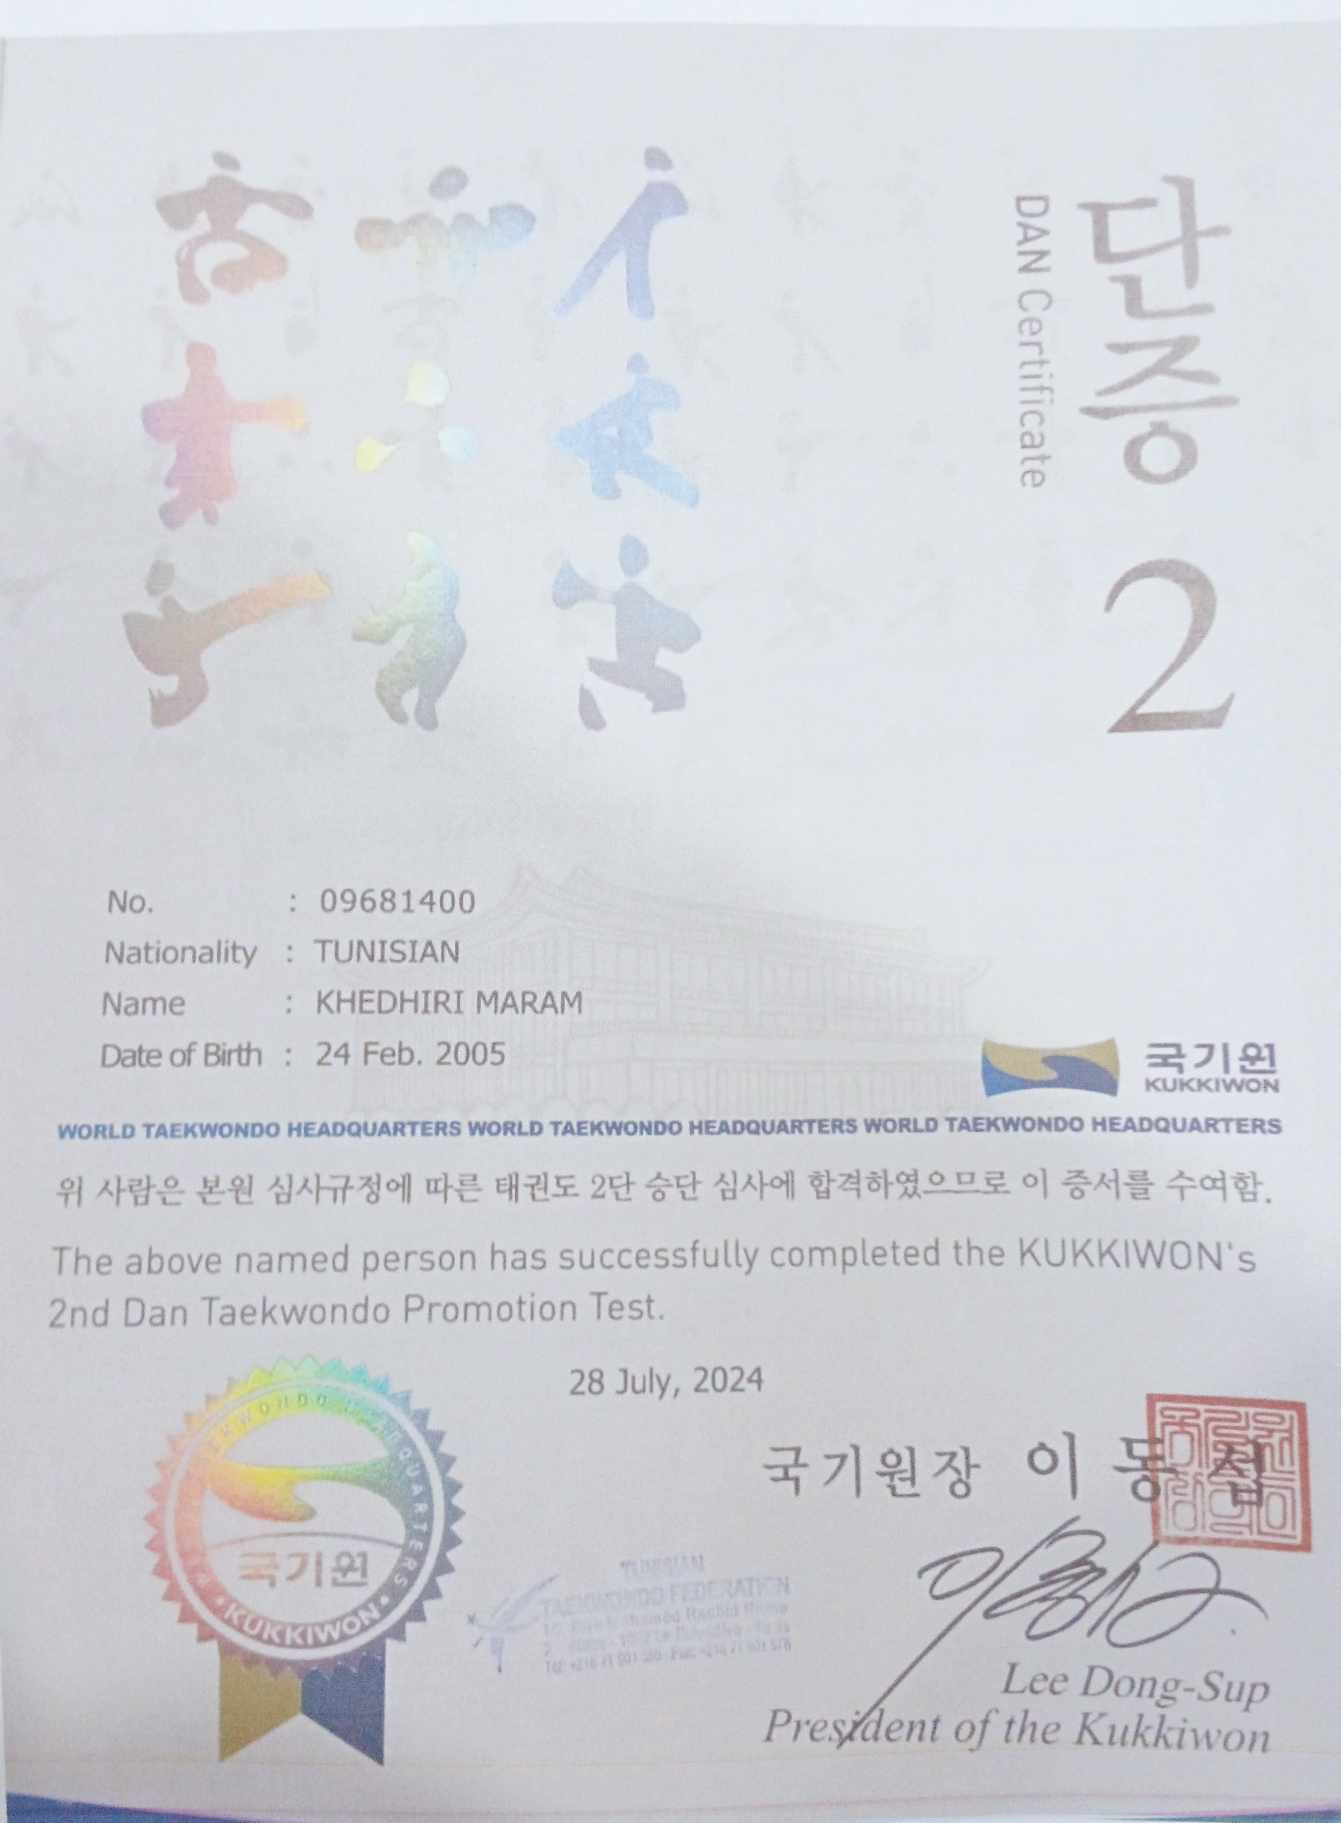 단증
DAN Certificate
2
No. : 09681400
Nationality : TUNISIAN
Name : KHEDHIRI MARAM
Date of Birth : 24 Feb. 2005
국기원
KUKKIWON
WORLD TAEKWONDO HEADQUARTERS WORLD TAEKWONDO HEADQUARTERS WORLD TAEKWONDO HEADQUARTERS
위 사람은 본원 심사규정에 따른 태권도 2단 승단 심사에 합격하였으므로 이 증서를 수여함.
The above named person has successfully completed the KUKKIWON's
2nd Dan Taekwondo Promotion Test.
28 July, 2024
국기원장 이동섭
국기원
KUKKIWON
TUNISIAN
TAEKWONDO FEDERATION
Lee Dong-Sup
President of the Kukkiwon